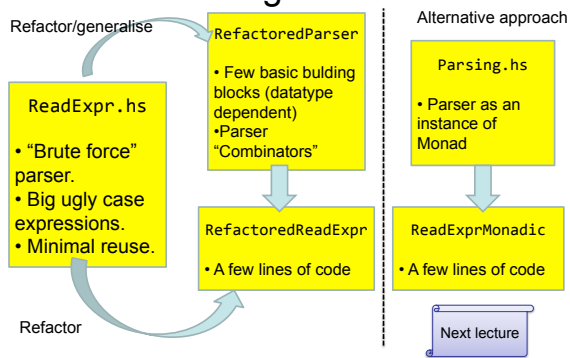 Refactor/generalise
ReadExpr.hs
• “Brute force”
parser.
• Big ugly case
expressions.
• Minimal reuse.
Refactor
RefactoredParser
• Few basic bulding
blocks (datatype
dependent)
•Parser
“Combinators”
RefactoredReadExpr
• A few lines of code
Alternative approach
Parsing.hs
• Parser as an
instance of
Monad
ReadExprMonadic
• A few lines of code
Next lecture